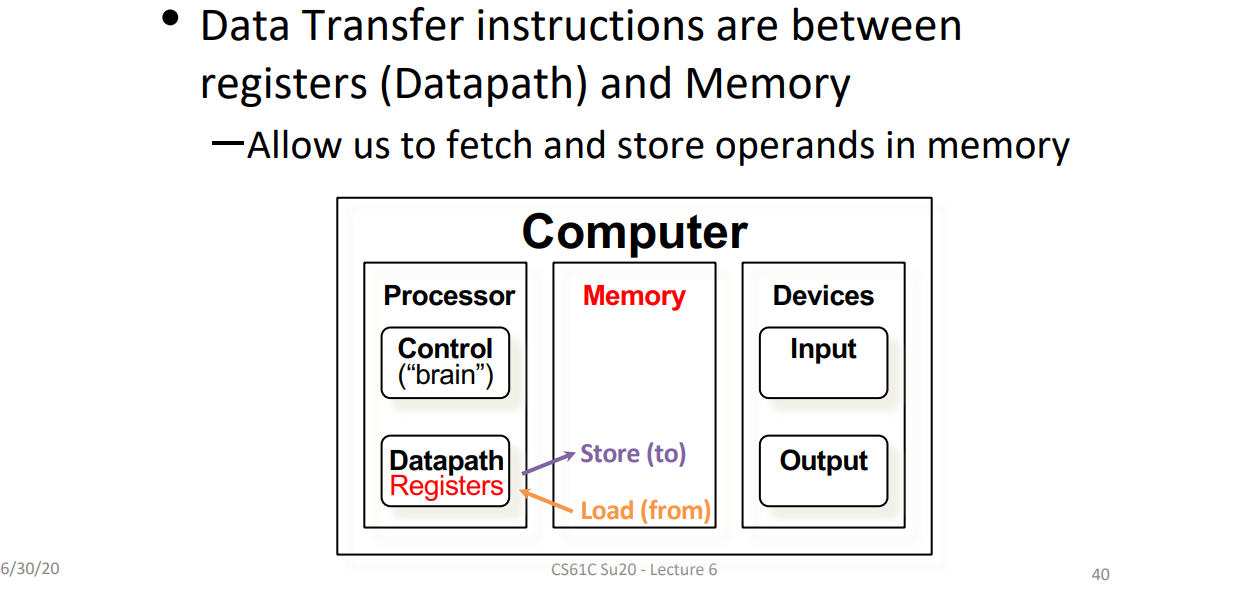 • Data Transfer instructions are between
registers (Datapath) and Memory
—Allow us to fetch and store operands in memory
Computer
Processor
Control
(“brain”)
Datapath
Registers
Memory
Store (to)
Load (from)
Devices
Input
Output
6/30/20
CS61C Su20 - Lecture 6
40